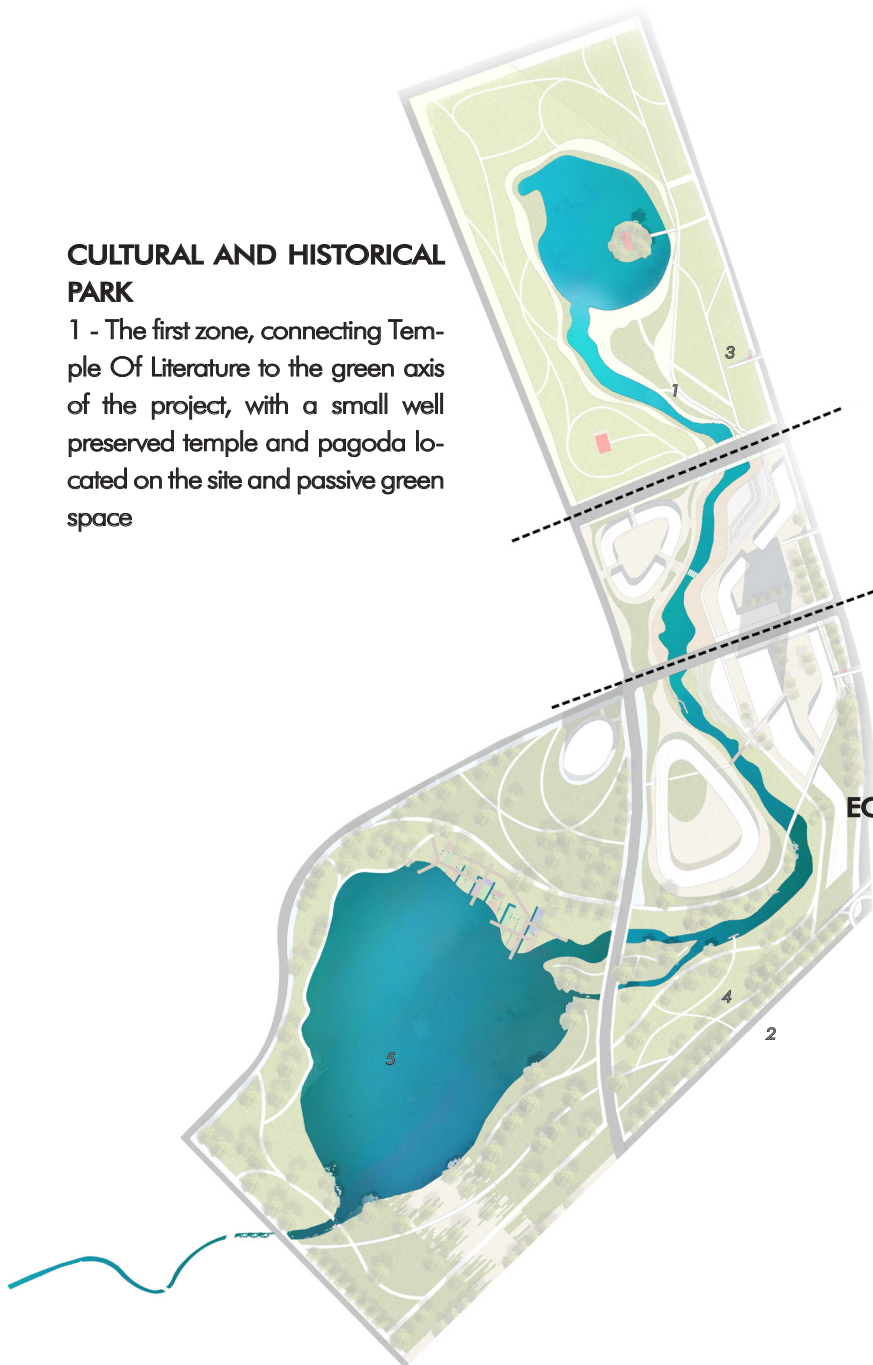 CULTURAL AND HISTORICAL
PARK
1 - The first zone, connecting Tem-
ple Of Literature to the green axis
of the project, with a small well
preserved temple and pagoda lo-
cated on the site and passive green
space
3
1
EC
4
2
5